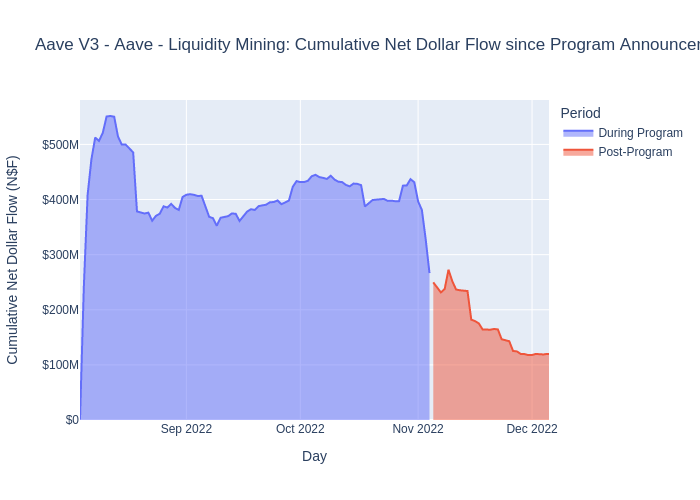 Aave V3 - Aave - Liquidity Mining: Cumulative Net Dollar Flow since Program
Period
During Program
Post-Program
Cumulative Net Dollar Flow (N$F)
$500M
$400M
$300M
$200M
$100M
$0
Sep 2022
Oct 2022
Nov 2022
Dec 2022
Day